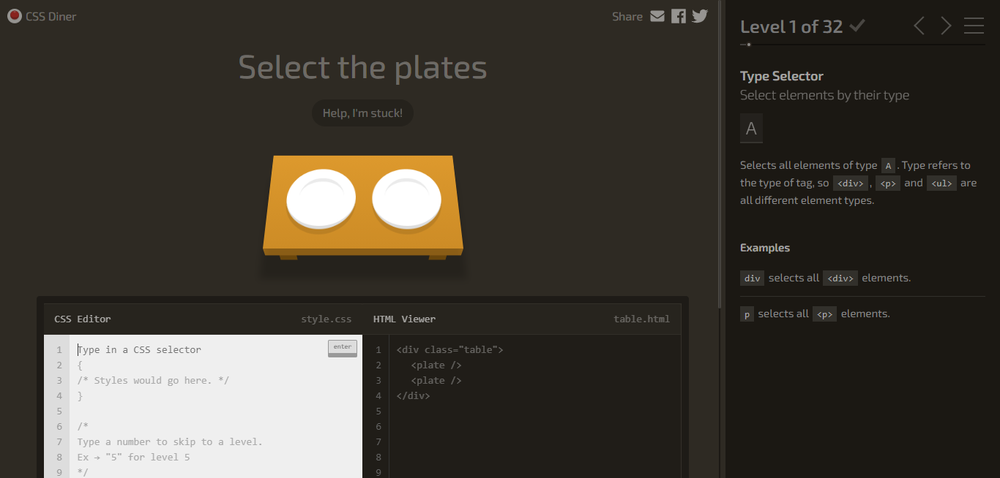 CSS Diner
Share
Select the plates
Help, I'm stuck!
CSS Editor style.css
HTML Viewer table.html
1 Type in a CSS selector
enter
2 {
3 /* Styles would go here. */
4 }
5
6 /*
7 Type a number to skip to a level.
8 Ex → "5" for level 5
9 */
1 <div class="table">
2 <plate />
3 <plate />
4 </div>
5
6
7
8
9
Level 1 of 32
Type Selector
Select elements by their type
A
Selects all elements of type A . Type refers to
the type of tag, so <div> , <p> and <ul> are
all different element types.
Examples
div selects all <div> elements.
p selects all <p> elements.